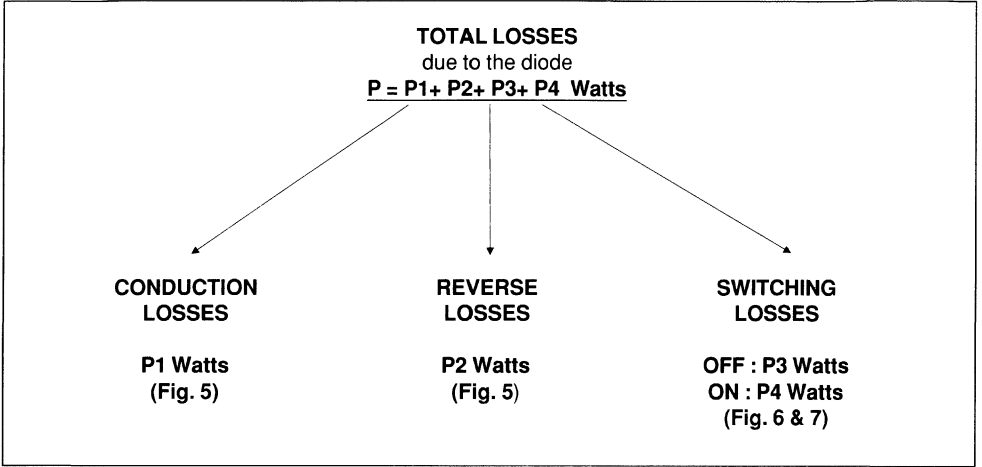 TOTAL LOSSES
due to the diode
P = P1+ P2+ P3+ P4 Watts
CONDUCTION
LOSSES
P1 Watts
(Fig. 5)
REVERSE
LOSSES
P2 Watts
(Fig. 5)
SWITCHING
LOSSES
OFF : P3 Watts
ON : P4 Watts
(Fig. 6 & 7)